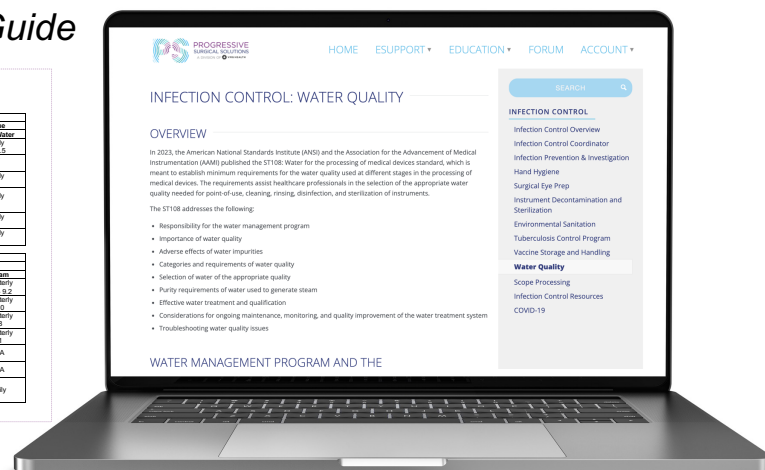 Guide
PROGRESSIVE
SURGICAL SOLUTIONS
HOME ESUPPORT ▾ EDUCATION ▾ FORUM ACCOUNT ▾
INFECTION CONTROL: WATER QUALITY
OVERVIEW
In 2023, the American National Standards Institute (ANSI) and the Association for the Advancement of Medical
Instrumentation (AAMI) published the ST108: Water for the processing of medical devices standard, which is
meant to establish minimum requirements for the water quality used at different stages in the processing of
medical devices. The requirements assist healthcare professionals in the selection of the appropriate water
quality needed for point-of-use, cleaning, rinsing, disinfection, and sterilization of instruments.
The ST108 addresses the following:
• Responsibility for the water management program
• Importance of water quality
• Adverse effects of water impurities
• Categories and requirements of water quality
• Selection of water of the appropriate quality
• Purity requirements of water used to generate steam
• Effective water treatment and qualification
• Considerations for ongoing maintenance, monitoring, and quality improvement of the water treatment system
• Troubleshooting water quality issues
WATER MANAGEMENT PROGRAM AND THE
SEARCH
INFECTION CONTROL
Infection Control Overview
Infection Control Coordinator
Infection Prevention & Investigation
Hand Hygiene
Surgical Eye Prep
Instrument Decontamination and
Sterilization
Environmental Sanitation
Tuberculosis Control Program
Vaccine Storage and Handling
Water Quality
Scope Processing
Infection Control Resources
COVID-19